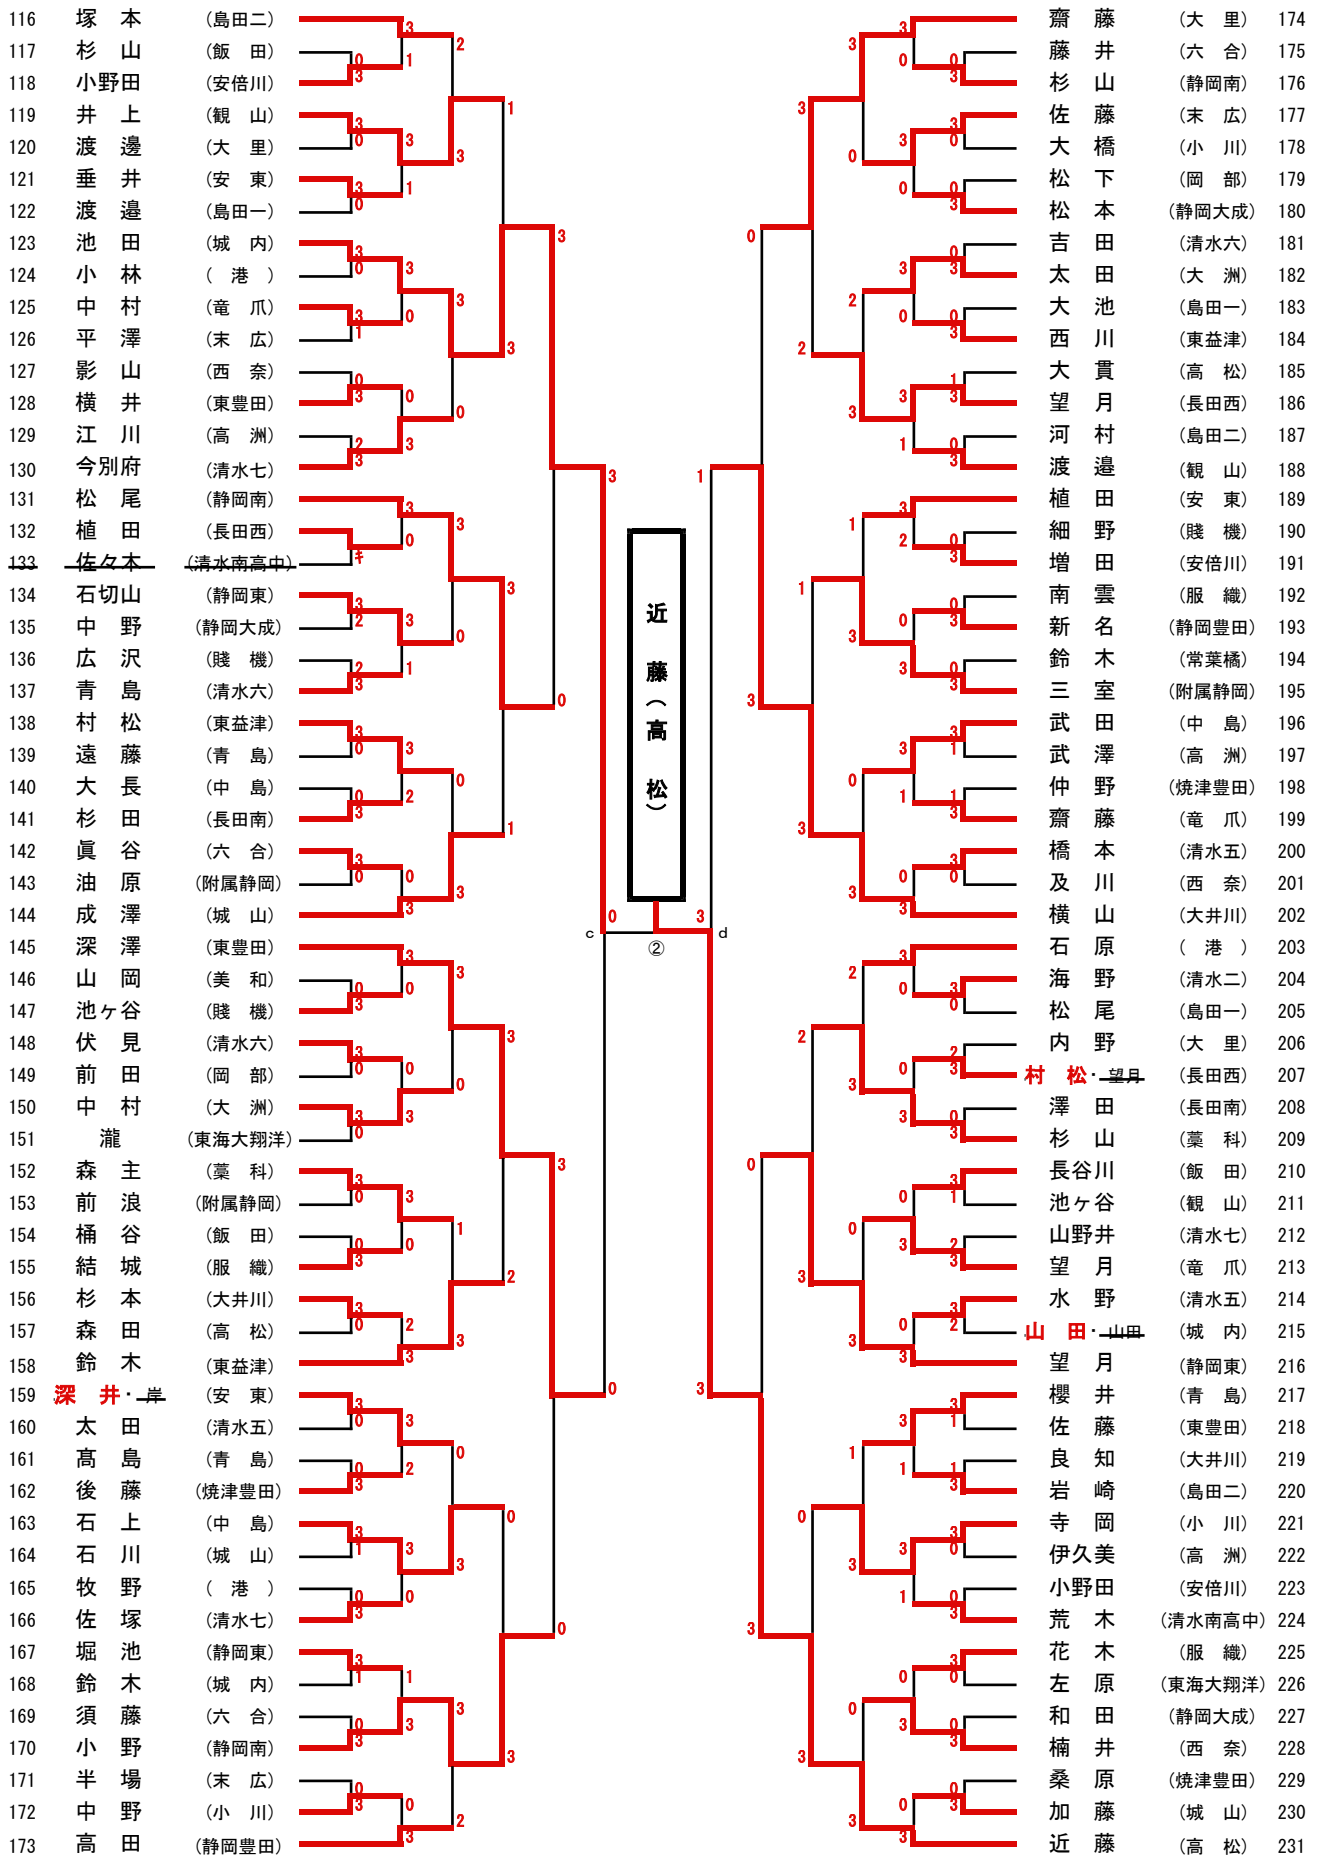 116 塚 本 (島田二)
117 杉 山 (飯 田)
118 小野田 (安倍川)
119 井 上 (観 山)
120 渡 邊 (大 里)
121 垂 井 (安 東)
122 渡 邉 (島田一)
123 池 田 (城 内)
124 小 林 ( 港 )
125 中 村 (竜 爪)
126 平 澤 (末 広)
127 影 山 (西 奈)
128 横 井 (東豊田)
129 江 川 (高 洲)
130 今別府 (清水七)
131 松 尾 (静岡南)
132 植 田 (長田西)
133 佐々木 (清水南高中)
134 石切山 (静岡東)
135 中 野 (静岡大成)
136 広 沢 (賤 機)
137 青 島 (清水六)
138 村 松 (東益津)
139 遠 藤 (青 島)
140 大 長 (中 島)
141 杉 田 (長田南)
142 眞 谷 (六 合)
143 油 原 (附属静岡)
144 成 澤 (城 山)
145 深 澤 (東豊田)
146 山 岡 (美 和)
147 池ヶ谷 (賤 機)
148 伏 見 (清水六)
149 前 田 (岡 部)
150 中 村 (大 洲)
151 瀧 (東海大翔洋)
152 森 主 (藁 科)
153 前 浪 (附属静岡)
154 桶 谷 (飯 田)
155 結 城 (服 織)
156 杉 本 (大井川)
157 森 田 (高 松)
158 鈴 木 (東益津)
159 深 井・岸 (安 東)
160 太 田 (清水五)
161 髙 島 (青 島)
162 後 藤 (焼津豊田)
163 石 上 (中 島)
164 石 川 (城 山)
165 牧 野 ( 港 )
166 佐 塚 (清水七)
167 堀 池 (静岡東)
168 鈴 木 (城 内)
169 須 藤 (六 合)
170 小 野 (静岡南)
171 半 場 (末 広)
172 中 野 (小 川)
173 高 田 (静岡豊田)
近 藤(高 松)
c 0 3 d
②
齋 藤 (大 里) 174
藤 井 (六 合) 175
杉 山 (静岡南) 176
佐 藤 (末 広) 177
大 橋 (小 川) 178
松 下 (岡 部) 179
松 本 (静岡大成) 180
吉 田 (清水六) 181
太 田 (大 洲) 182
大 池 (島田一) 183
西 川 (東益津) 184
大 貫 (高 松) 185
望 月 (長田西) 186
河 村 (島田二) 187
渡 邉 (観 山) 188
植 田 (安 東) 189
細 野 (賤 機) 190
増 田 (安倍川) 191
南 雲 (服 織) 192
新 名 (静岡豊田) 193
鈴 木 (常葉橘) 194
三 室 (附属静岡) 195
武 田 (中 島) 196
武 澤 (高 洲) 197
仲 野 (焼津豊田) 198
齋 藤 (竜 爪) 199
橋 本 (清水五) 200
及 川 (西 奈) 201
横 山 (大井川) 202
石 原 ( 港 ) 203
海 野 (清水二) 204
松 尾 (島田一) 205
内 野 (大 里) 206
村 松・望月 (長田西) 207
澤 田 (長田南) 208
杉 山 (藁 科) 209
長谷川 (飯 田) 210
池ヶ谷 (観 山) 211
山野井 (清水七) 212
望 月 (竜 爪) 213
水 野 (清水五) 214
山 田・山田 (城 内) 215
望 月 (静岡東) 216
櫻 井 (青 島) 217
佐 藤 (東豊田) 218
良 知 (大井川) 219
岩 崎 (島田二) 220
寺 岡 (小 川) 221
伊久美 (高 洲) 222
小野田 (安倍川) 223
荒 木 (清水南高中) 224
花 木 (服 織) 225
左 原 (東海大翔洋) 226
和 田 (静岡大成) 227
楠 井 (西 奈) 228
桑 原 (焼津豊田) 229
加 藤 (城 山) 230
近 藤 (高 松) 231